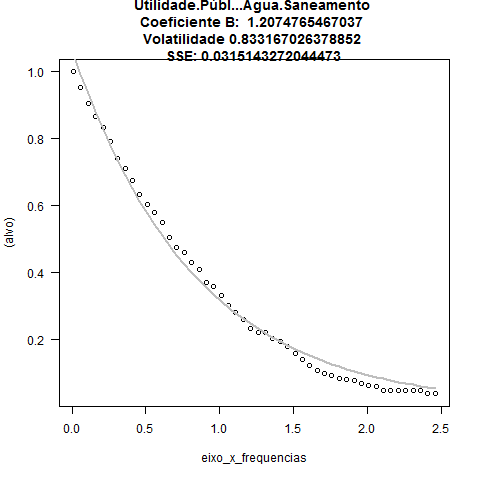 Utilidade.Públ...Agua.Saneamento
Coeficiente B: 1.2074765467037
Volatilidade 0.833167026378852
SSE: 0.0315143272044473
1.0
0.8
0.6
0.4
0.2
(alvo)
0.0 0.5 1.0 1.5 2.0 2.5
eixo_x_frequencias